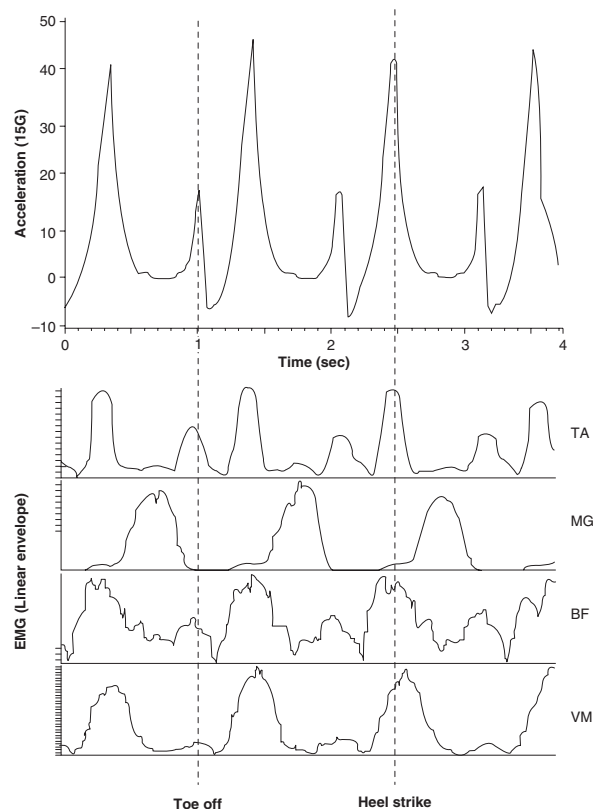 50
40
30
20
10
0
−10
Acceleration (15G)
0 1 2 3 4
Time (sec)
TA
MG
BF
VM
EMG (Linear envelope)
Toe off Heel strike